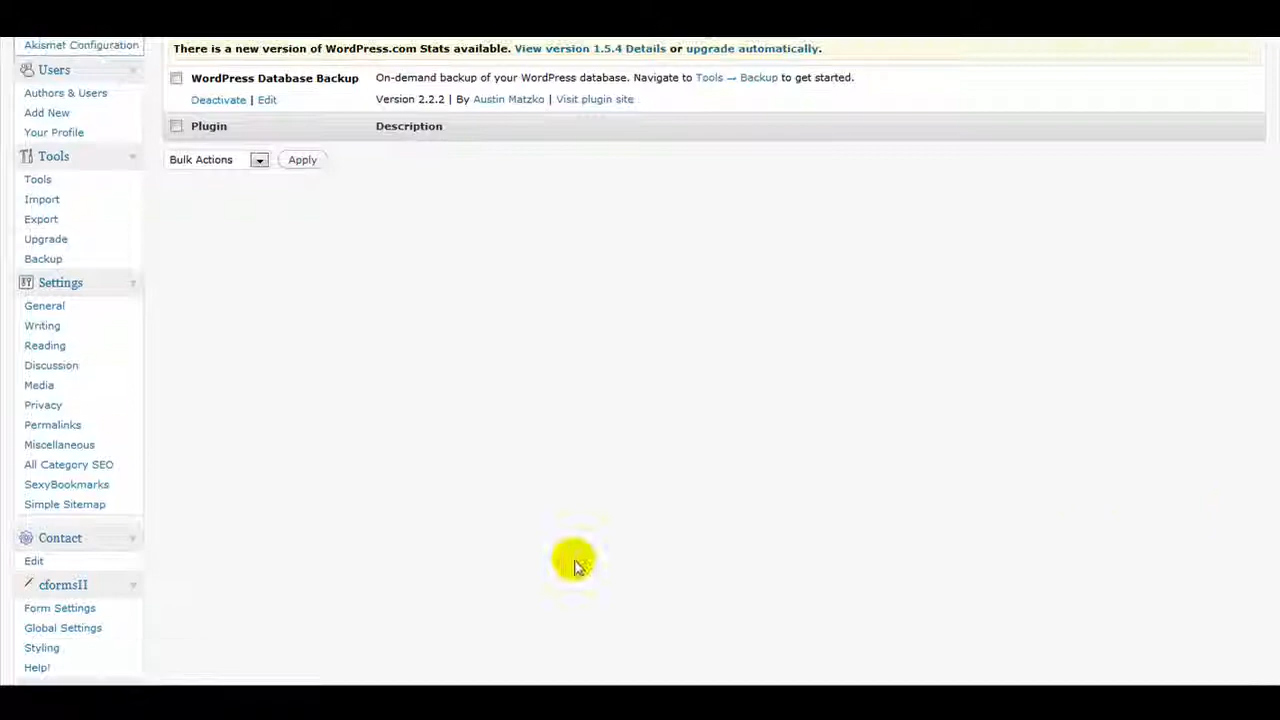 Akismet Configuration
Users
Authors & Users
Add New
Your Profile
Tools
Tools
Import
Export
Upgrade
Backup
Settings
General
Writing
Reading
Discussion
Media
Privacy
Permalinks
Miscellaneous
All Category SEO
SexyBookmarks
Simple Sitemap
Contact
Edit
cformsII
Form Settings
Global Settings
Styling
Help!
There is a new version of WordPress.com Stats available. View version 1.5.4 Details or upgrade automatically.
WordPress Database Backup On-demand backup of your WordPress database. Navigate to Tools → Backup to get started.
Deactivate | Edit Version 2.2.2 | By Austin Matzko | Visit plugin site
Plugin Description
Bulk Actions Apply